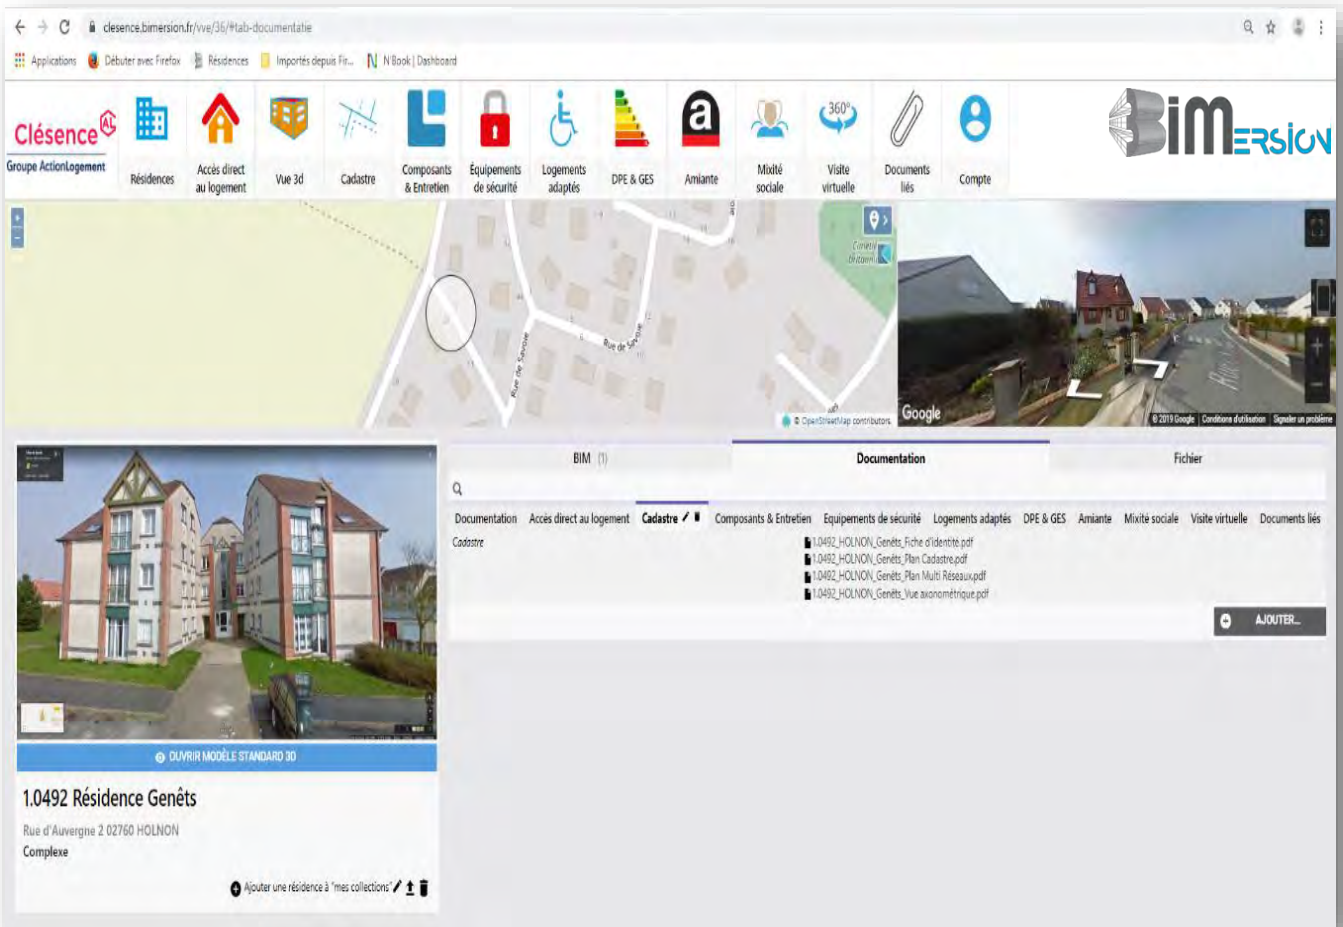 clesence.bimersion.fr/vve/36/#tab-documentatie
Applications Débuter avec Firefox Résidences Importés depuis Fir... N'Book | Dashboard
Clésence AL
Groupe ActionLogement
Résidences
Accès direct
au logement
Vue 3d
Cadastre
Composants
& Entretien
Équipements
de sécurité
Logements
adaptés
DPE & GES
a
Amiante
Mixité
sociale
360°
Visite
virtuelle
Documents
liés
Compte
BiMERSION
Rue de Savoie
Rue de Savoie
© OpenStreetMap contributors.
Google
© 2019 Google Conditions d'utilisation Signaler un problème
BIM (1) Documentation Fichier
Documentation Accès direct au logement Cadastre Composants & Entretien Equipements de sécurité Logements adaptés DPE & GES Amiante Mixité sociale Visite virtuelle Documents liés
Cadastre
1.0492_HOLNON_Genêts_Fiche d'identité.pdf
1.0492_HOLNON_Genêts_Plan Cadastre.pdf
1.0492_HOLNON_Genêts_Plan Multi Réseaux.pdf
1.0492_HOLNON_Genêts_Vue axonométrique.pdf
AJOUTER...
OUVRIR MODÈLE STANDARD 3D
1.0492 Résidence Genêts
Rue d'Auvergne 2 02760 HOLNON
Complexe
Ajouter une résidence à "mes collections"